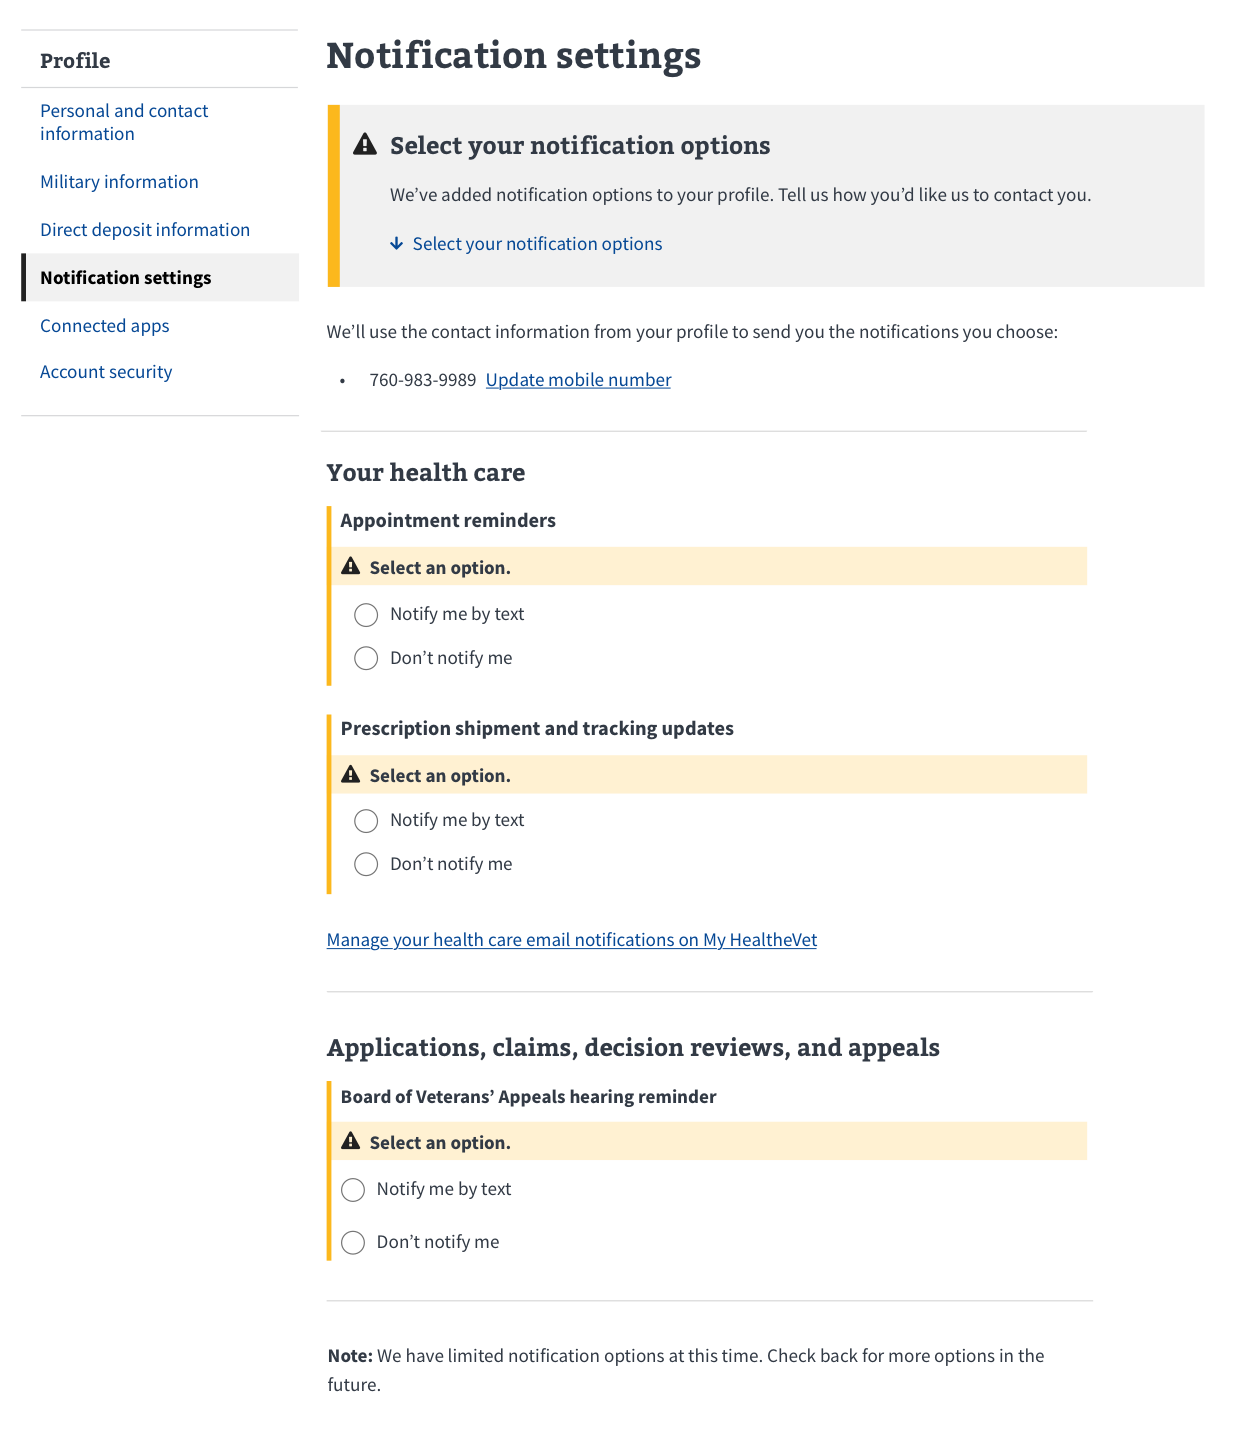 Profile
Personal and contact
information
Military information
Direct deposit information
Notification settings
Connected apps
Account security
Notification settings
Select your notification options
We’ve added notification options to your profile. Tell us how you’d like us to contact you.
Select your notification options
We’ll use the contact information from your profile to send you the notifications you choose:
• 760-983-9989 Update mobile number
Your health care
Appointment reminders
Select an option.
Notify me by text
Don’t notify me
Prescription shipment and tracking updates
Select an option.
Notify me by text
Don’t notify me
Manage your health care email notifications on My HealtheVet
Applications, claims, decision reviews, and appeals
Board of Veterans’ Appeals hearing reminder
Select an option.
Notify me by text
Don’t notify me
Note: We have limited notification options at this time. Check back for more options in the
future.